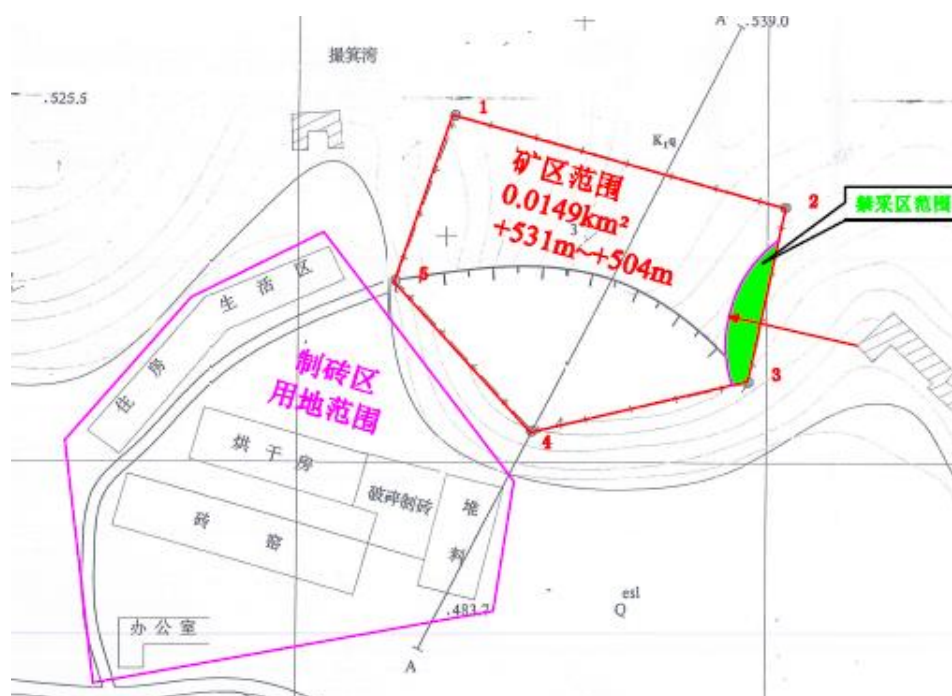 A'
.539.0
撮箕湾
.525.5
1
K₁q
矿区范围
0.0149km²
+531m~+504m
3
2
禁采区范围
5
生活区
住房
制砖区
用地范围
3
4
烘干房
破碎制砖
堆料
砖窑
esl
Q
.483.7
办公室
A